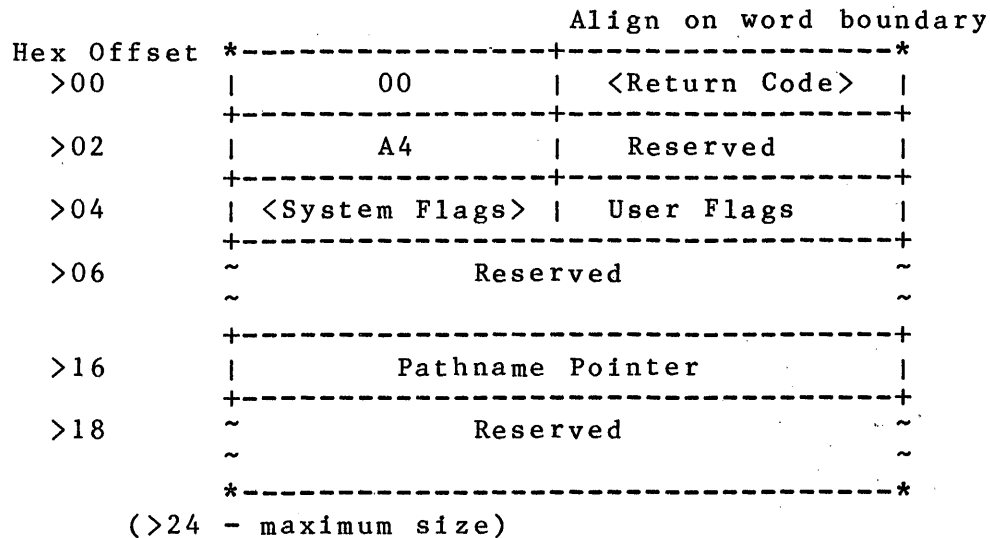 Align on word boundary
Hex Offset *----------------+----------------*
>00 | 00 | <Return Code> |
+----------------+----------------+
>02 | A4 | Reserved |
+----------------+----------------+
>04 | <System Flags> | User Flags |
+---------------------------------+
>06 ~ Reserved ~
~ ~
+---------------------------------+
>16 | Pathname Pointer |
+---------------------------------+
>18 ~ Reserved ~
~ ~
*---------------------------------*
(>24 - maximum size)